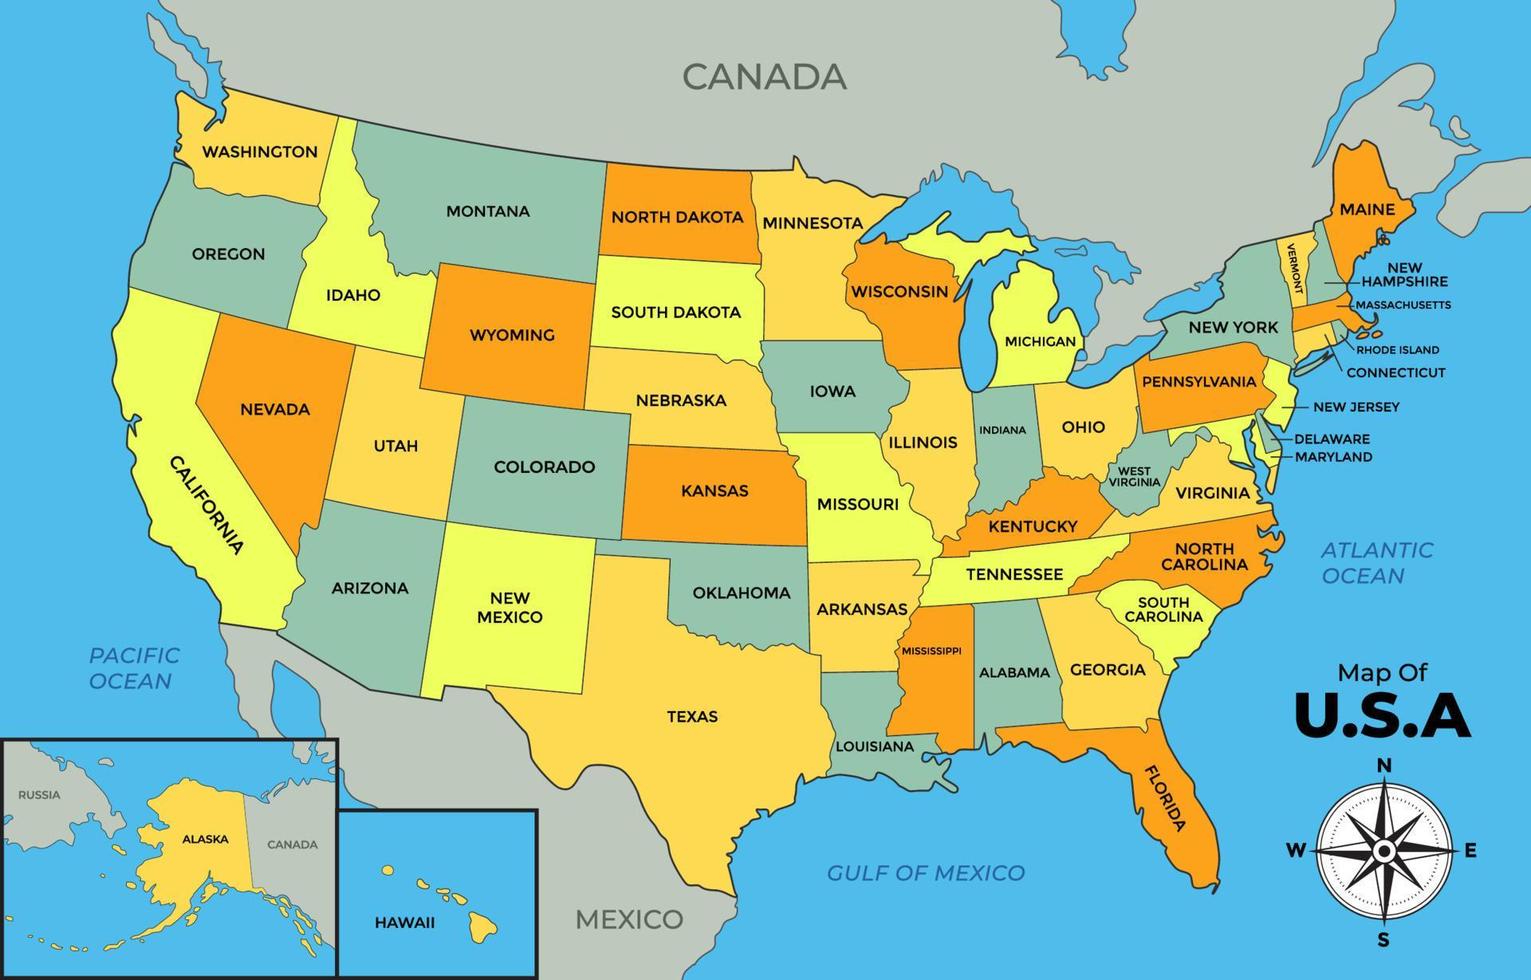 CANADA
WASHINGTON
MONTANA
NORTH DAKOTA
MINNESOTA
MAINE
OREGON
IDAHO
WYOMING
SOUTH DAKOTA
WISCONSIN
MICHIGAN
NEW YORK
VERMONT
NEW
HAMPSHIRE
MASSACHUSETTS
RHODE ISLAND
CONNECTICUT
NEVADA
UTAH
COLORADO
NEBRASKA
IOWA
ILLINOIS
INDIANA
OHIO
PENNSYLVANIA
NEW JERSEY
DELAWARE
MARYLAND
CALIFORNIA
KANSAS
MISSOURI
KENTUCKY
WEST
VIRGINIA
VIRGINIA
ARIZONA
NEW
MEXICO
OKLAHOMA
ARKANSAS
TENNESSEE
NORTH
CAROLINA
SOUTH
CAROLINA
ATLANTIC
OCEAN
PACIFIC
OCEAN
TEXAS
LOUISIANA
MISSISSIPPI
ALABAMA
GEORGIA
FLORIDA
Map Of
U.S.A
N
W
E
S
GULF OF MEXICO
MEXICO
RUSSIA
ALASKA
CANADA
HAWAII